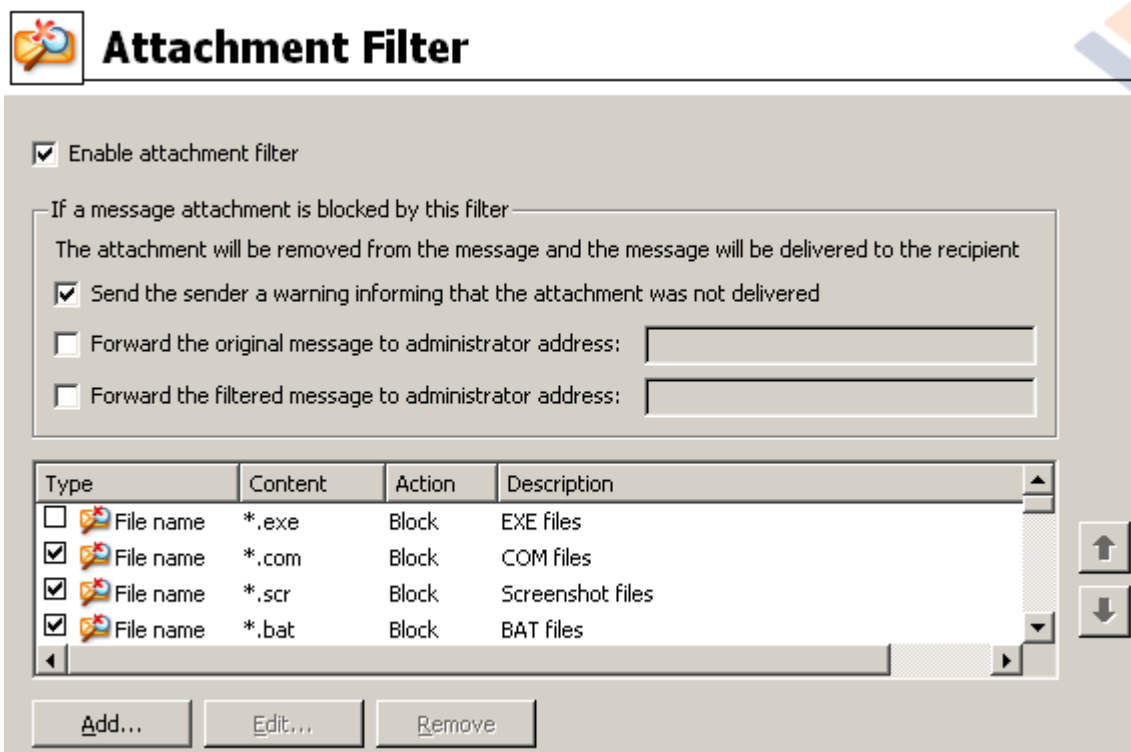 Attachment Filter
Enable attachment filter
If a message attachment is blocked by this filter
The attachment will be removed from the message and the message will be delivered to the recipient
Send the sender a warning informing that the attachment was not delivered
Forward the original message to administrator address:
Forward the filtered message to administrator address:
Type Content Action Description
File name *.exe Block EXE files
File name *.com Block COM files
File name *.scr Block Screenshot files
File name *.bat Block BAT files
Add... Edit... Remove